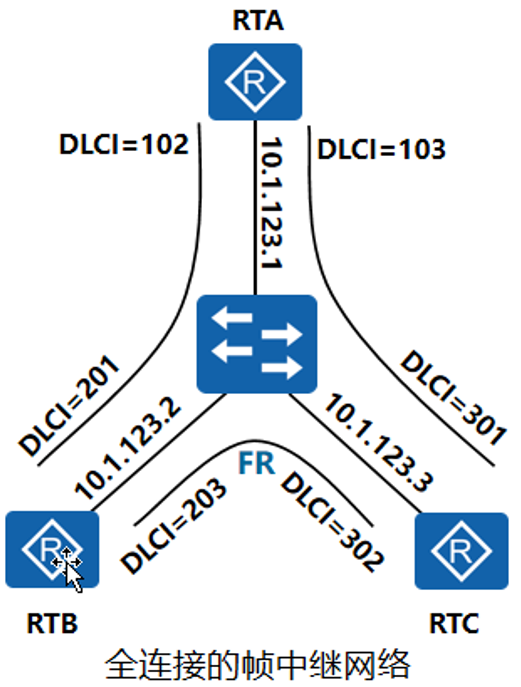 RTA
R
DLCI=102
10.1.123.1
DLCI=103
DLCI=201
10.1.123.2
10.1.123.3
DLCI=301
FR
DLCI=203
DLCI=302
R
R
RTB
RTC
全连接的帧中继网络